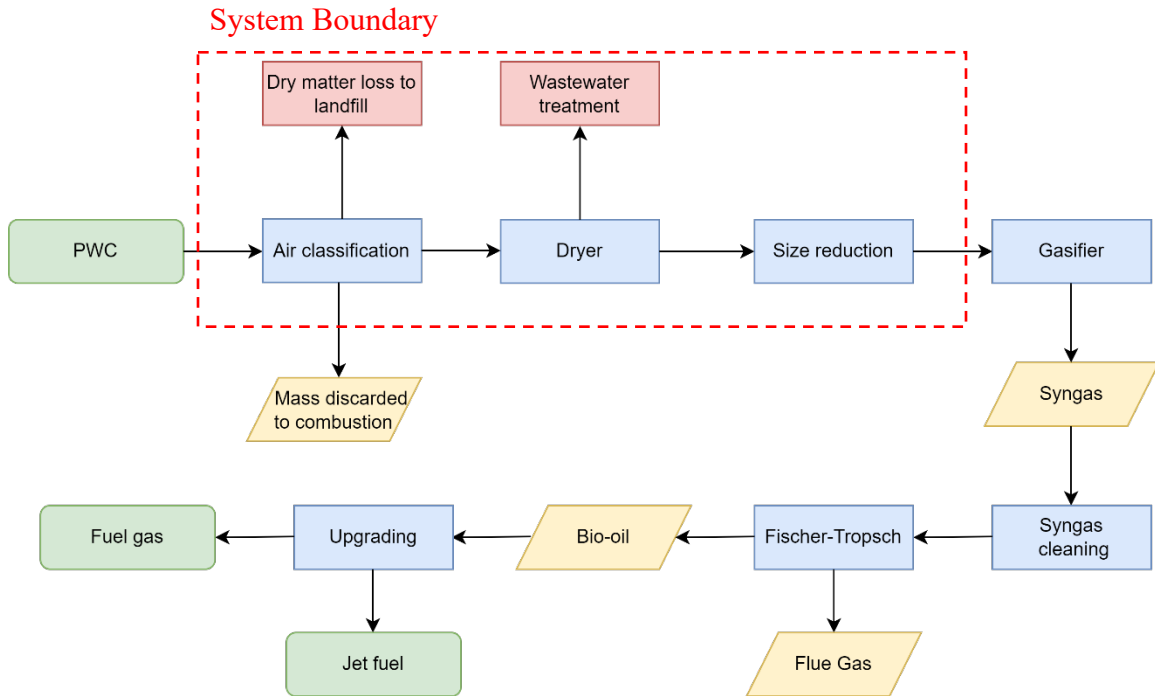 System Boundary
Dry matter loss to
landfill
Wastewater
treatment
PWC
Air classification
Dryer
Size reduction
Gasifier
Mass discarded
to combustion
Syngas
Fuel gas
Upgrading
Bio-oil
Fischer-Tropsch
Syngas
cleaning
Jet fuel
Flue Gas